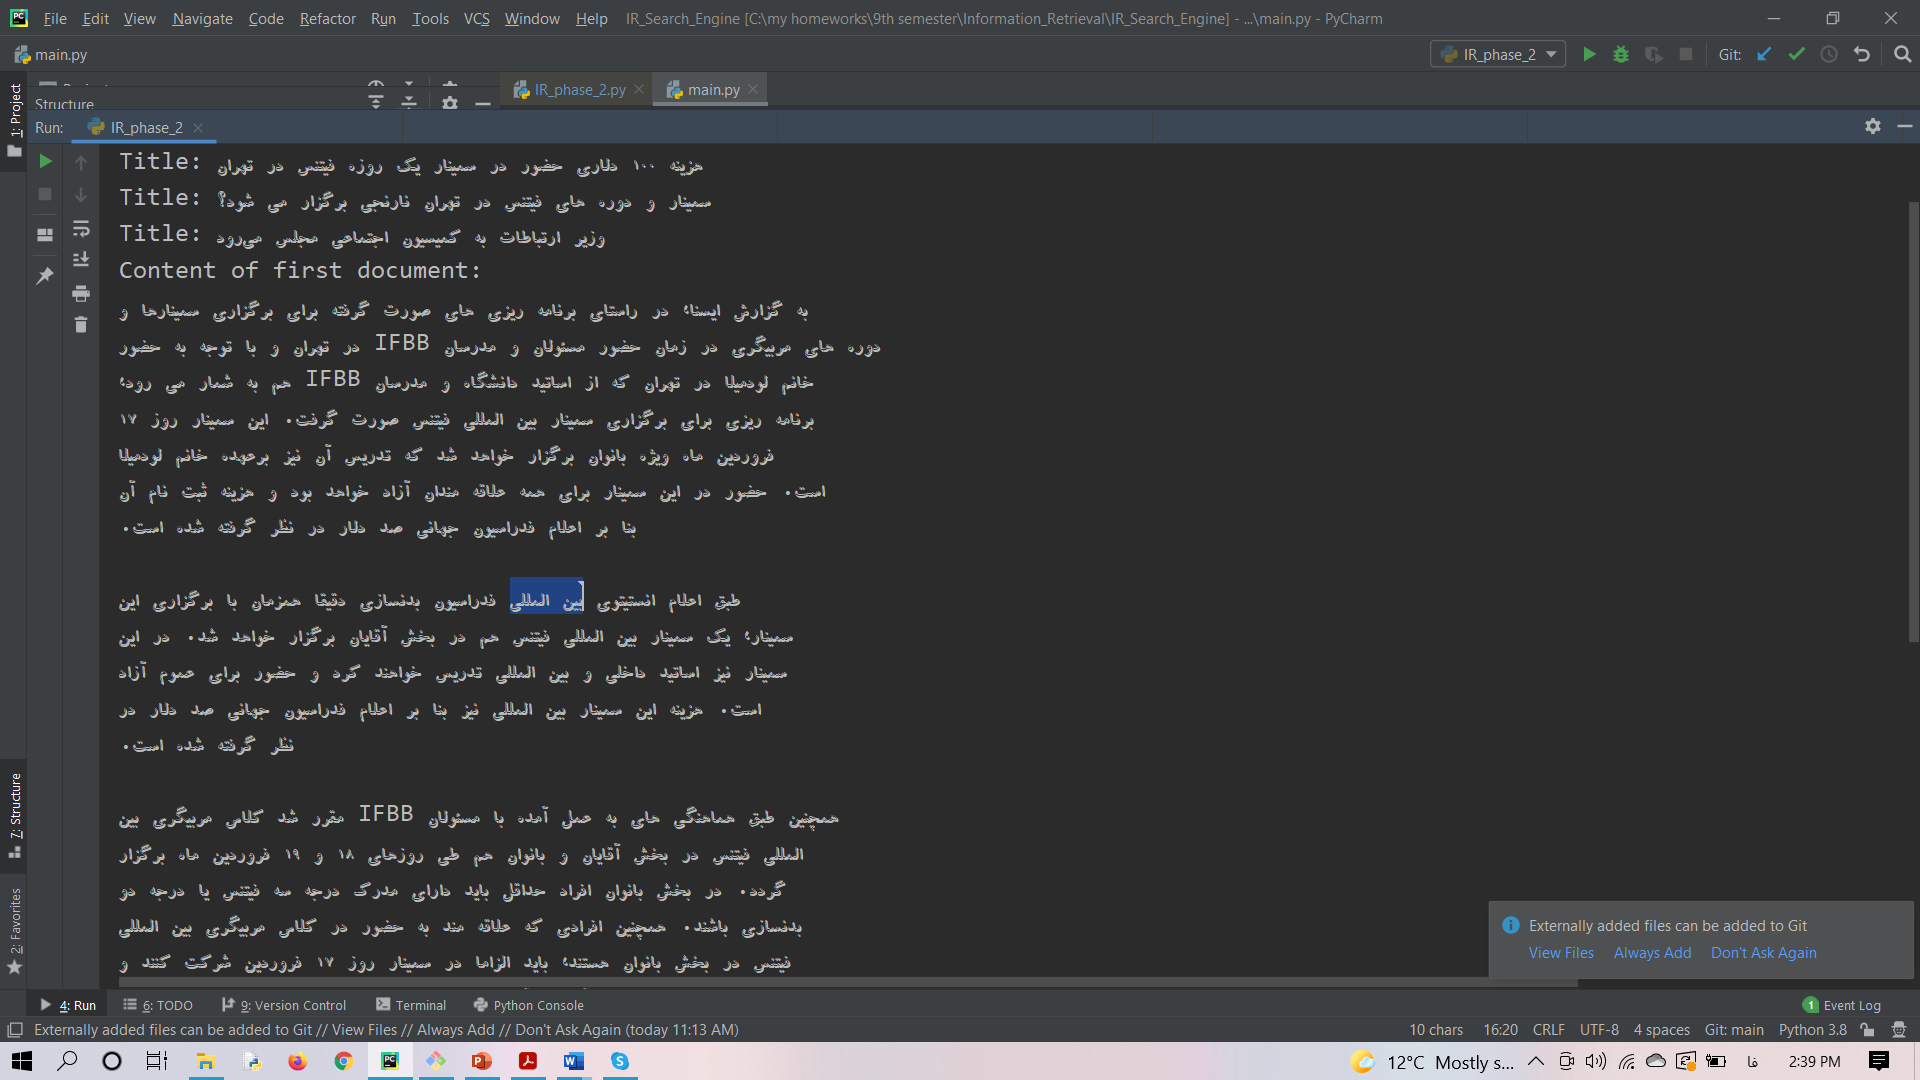 File Edit View Navigate Code Refactor Run Tools VCS Window Help IR_Search_Engine [C:\my homeworks\9th semester\Information_Retrieval\IR_Search_Engine] - ...\main.py - PyCharm
main.py
IR_phase_2
Git:
1: Project
Structure
IR_phase_2.py
main.py
Run: IR_phase_2
Title: هزینه ۱۰۰ دلاری حضور در سمینار یک روزه فیتنس در تهران
Title: سمینار و دوره های فیتنس در تهران نارنجی برگزار می شود؟
Title: وزیر ارتباطات به کمیسیون اجتماعی مجلس می‌رود
Content of first document:
به گزارش ایسنا، در راستای برنامه ریزی های صورت گرفته برای برگزاری سمینارها و
دوره های مربیگری در زمان حضور مسئولان و مدرسان IFBB در تهران و با توجه به حضور
خانم لودمیلا در تهران که از اساتید دانشگاه و مدرسان IFBB هم به شمار می رود،
برنامه ریزی برای برگزاری سمینار بین المللی فیتنس صورت گرفت. این سمینار روز ۱۷
فروردین ماه ویژه بانوان برگزار خواهد شد که تدریس آن نیز برعهده خانم لودمیلا
است. حضور در این سمینار برای همه علاقه مندان آزاد خواهد بود و هزینه ثبت نام آن
بنا بر اعلام فدراسیون جهانی صد دلار در نظر گرفته شده است.
طبق اعلام انستیتوی بین المللی فدراسیون بدنسازی دقیقا همزمان با برگزاری این
سمینار، یک سمینار بین المللی فیتنس هم در بخش آقایان برگزار خواهد شد. در این
سمینار نیز اساتید داخلی و بین المللی تدریس خواهند کرد و حضور برای عموم آزاد
است. هزینه این سمینار بین المللی نیز بنا بر اعلام فدراسیون جهانی صد دلار در
نظر گرفته شده است.
همچنین طبق هماهنگی های به عمل آمده با مسئولان IFBB مقرر شد کلاس مربیگری بین
المللی فیتنس در بخش آقایان و بانوان هم طی روزهای ۱۸ و ۱۹ فروردین ماه برگزار
گردد. در بخش بانوان افراد حداقل باید دارای مدرک درجه سه فیتنس یا درجه دو
بدنسازی باشند. همچنین افرادی که علاقه مند به حضور در کلاس مربیگری بین المللی
فیتنس در بخش بانوان هستند، باید الزاما در سمینار روز ۱۷ فروردین شرکت کنند و
7: Structure
2: Favorites
Externally added files can be added to Git
View Files Always Add Don't Ask Again
4: Run 6: TODO 9: Version Control Terminal Python Console 1 Event Log
Externally added files can be added to Git // View Files // Always Add // Don't Ask Again (today 11:13 AM) 10 chars 16:20 CRLF UTF-8 4 spaces Git: main Python 3.8
12°C Mostly s... فا 2:39 PM